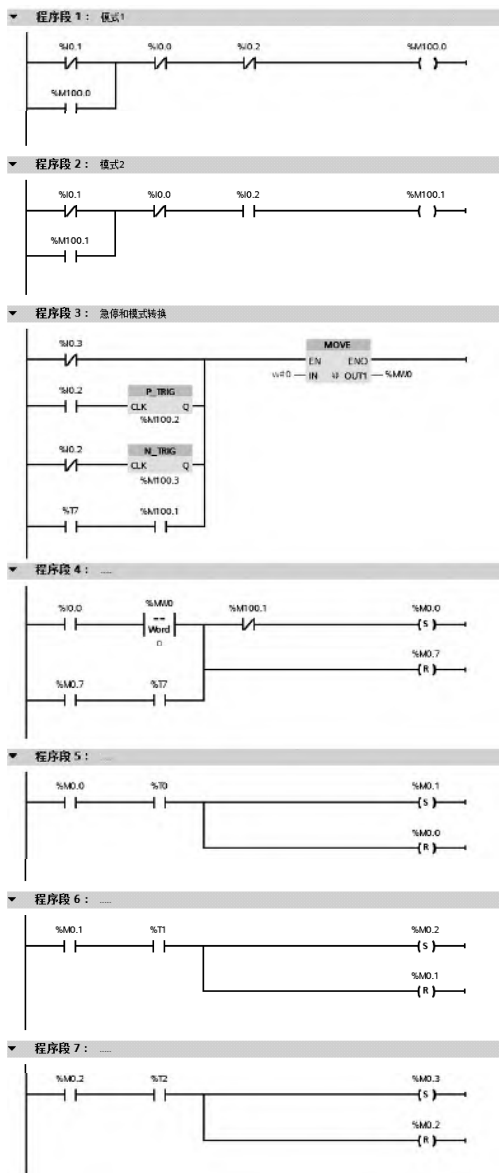 程序段 1： 模式1
%I0.1 %I0.0 %I0.2 %M100.0
%M100.0
程序段 2： 模式2
%I0.1 %I0.0 %I0.2 %M100.1
%M100.1
程序段 3： 急停和模式转换
%I0.3 MOVE
EN ENO
w#0 IN OUT1 %MW0
%I0.2 P_TRIG
CLK Q
%M100.2
%I0.2 N_TRIG
CLK Q
%M100.3
%T7 %M100.1
程序段 4： .....
%I0.0 %MW0 %M100.1 %M0.0
==
Word
S
0
%M0.7
R
%M0.7 %T7
程序段 5： .....
%M0.0 %T0 %M0.1
S
%M0.0
R
程序段 6： .....
%M0.1 %T1 %M0.2
S
%M0.1
R
程序段 7： .....
%M0.2 %T2 %M0.3
S
%M0.2
R